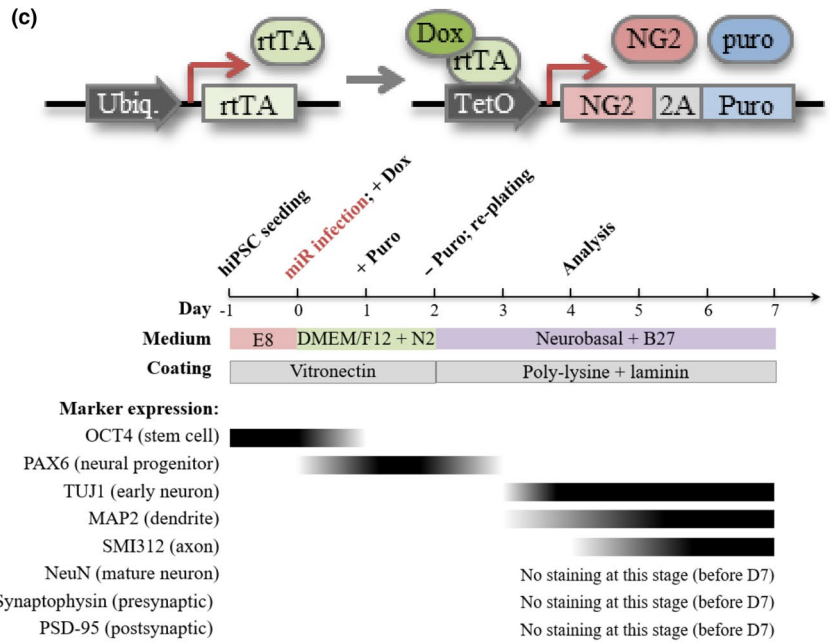 (c)
rtTA
Dox
rtTA
NG2
puro
Ubiq.
rtTA
TetO
NG2
2A
Puro
hiPSC seeding
miR infection; + Dox
+ Puro
– Puro; re-plating
Analysis
Day -1 0 1 2 3 4 5 6 7
Medium E8 DMEM/F12 + N2 Neurobasal + B27
Coating Vitronectin Poly-lysine + laminin
Marker expression:
OCT4 (stem cell)
PAX6 (neural progenitor)
TUJ1 (early neuron)
MAP2 (dendrite)
SMI312 (axon)
NeuN (mature neuron) No staining at this stage (before D7)
Synaptophysin (presynaptic) No staining at this stage (before D7)
PSD-95 (postsynaptic) No staining at this stage (before D7)